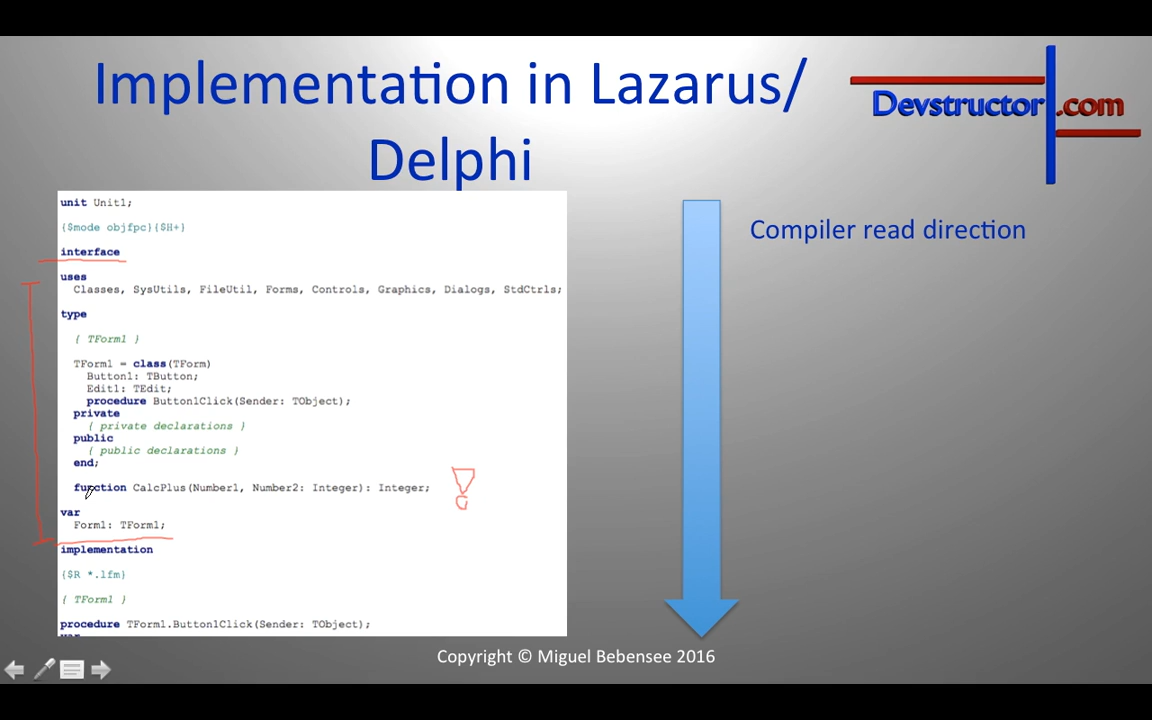 Implementation in Lazarus/
Delphi
Devstructor.com
unit Unit1;
{$mode objfpc}{$H+}
interface
uses
Classes, SysUtils, FileUtil, Forms, Controls, Graphics, Dialogs, StdCtrls;
type
{ TForm1 }
TForm1 = class(TForm)
Button1: TButton;
Edit1: TEdit;
procedure Button1Click(Sender: TObject);
private
{ private declarations }
public
{ public declarations }
end;
function CalcPlus(Number1, Number2: Integer): Integer;
var
Form1: TForm1;
implementation
{$R *.lfm}
{ TForm1 }
procedure TForm1.Button1Click(Sender: TObject);
var
!
Compiler read direction
Copyright © Miguel Bebensee 2016